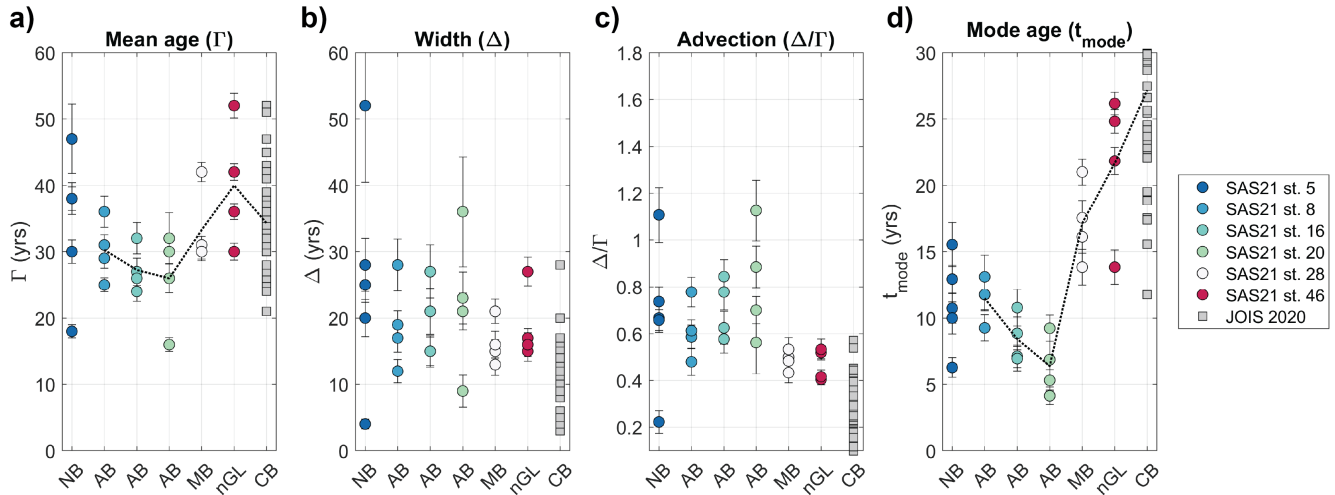 a)
Mean age (Γ)
Γ (yrs)
60
50
40
30
20
10
0
NB
AB
AB
AB
MB
nGL
CB
b)
Width (Δ)
Δ (yrs)
60
50
40
30
20
10
0
NB
AB
AB
AB
MB
nGL
CB
c)
Advection (Δ/Γ)
Δ/Γ
1.8
1.6
1.4
1.2
1
0.8
0.6
0.4
0.2
NB
AB
AB
AB
MB
nGL
CB
d)
Mode age (t_mode)
t_mode (yrs)
30
25
20
15
10
5
0
NB
AB
AB
AB
MB
nGL
CB
SAS21 st. 5
SAS21 st. 8
SAS21 st. 16
SAS21 st. 20
SAS21 st. 28
SAS21 st. 46
JOIS 2020